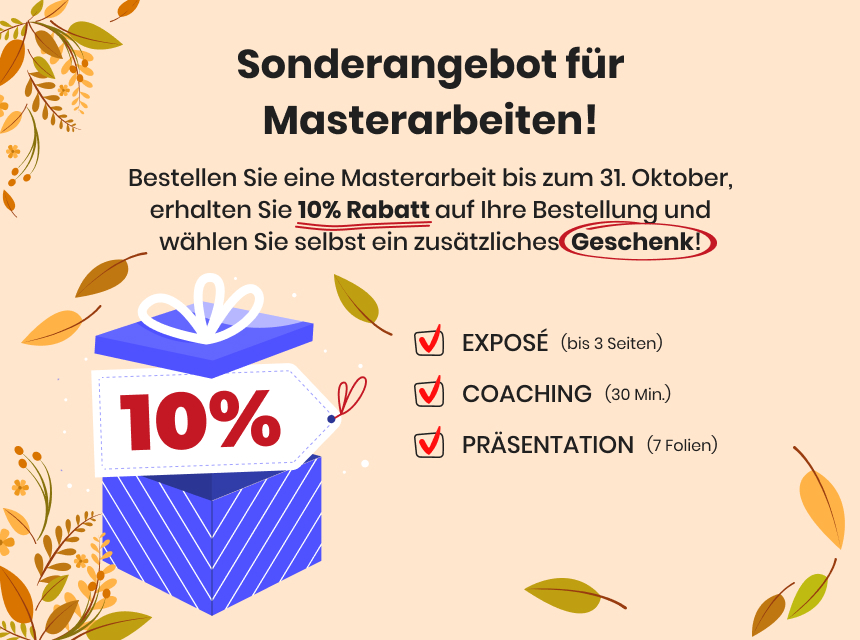 Sonderangebot für
Masterarbeiten!
Bestellen Sie eine Masterarbeit bis zum 31. Oktober,
erhalten Sie 10% Rabatt auf Ihre Bestellung und
wählen Sie selbst ein zusätzliches Geschenk!
10%
EXPOSÉ (bis 3 Seiten)
COACHING (30 Min.)
PRÄSENTATION (7 Folien)